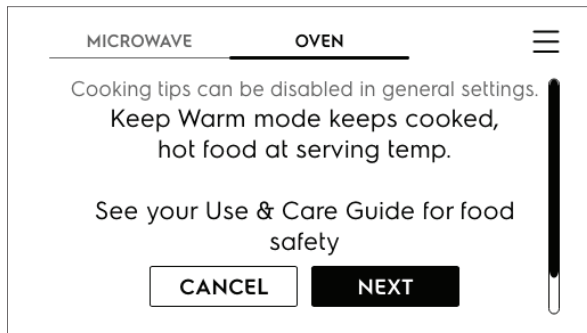 MICROWAVE OVEN
Cooking tips can be disabled in general settings.
Keep Warm mode keeps cooked,
hot food at serving temp.
See your Use & Care Guide for food
safety
CANCEL NEXT